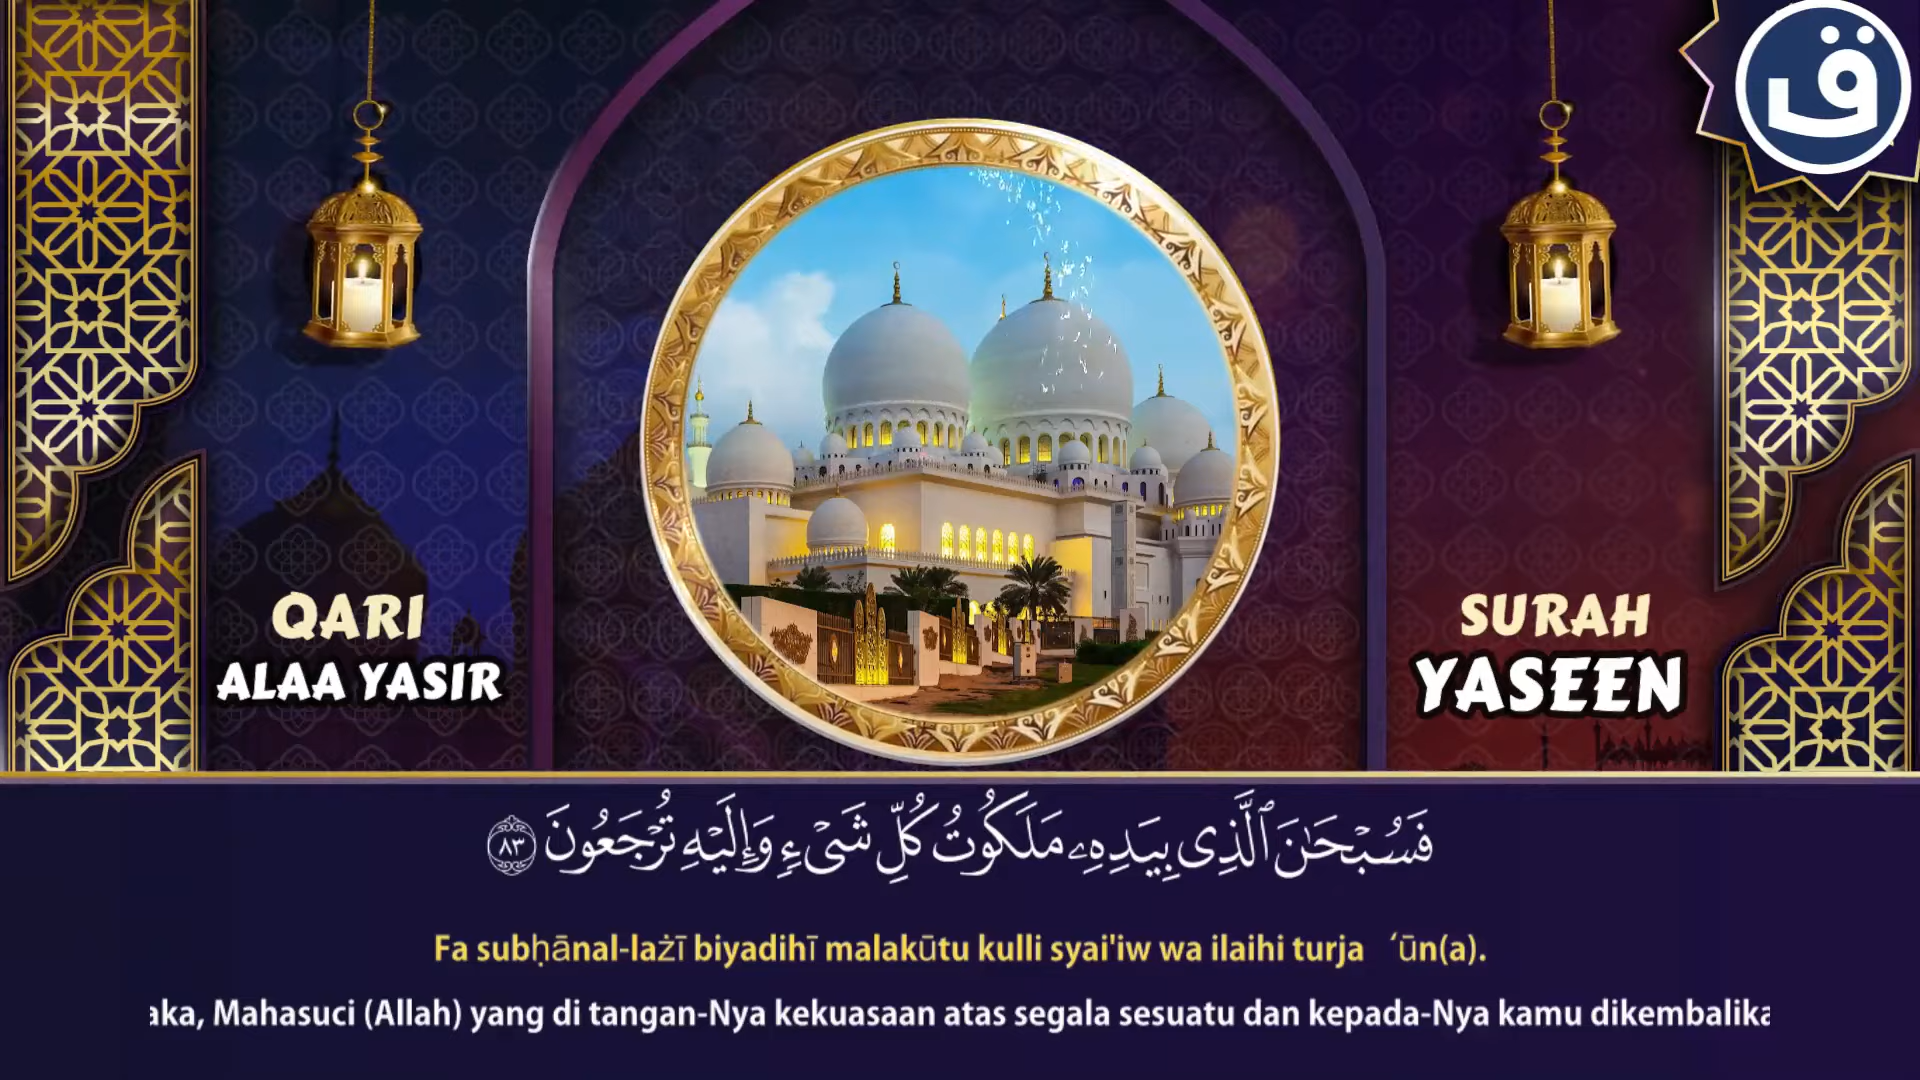 ق
QARI
ALAA YASIR
SURAH
YASEEN
فَسُبْحَٰنَ ٱلَّذِى بِيَدِهِۦ مَلَكُوتُ كُلِّ شَىْءٍ وَإِلَيْهِ تُرْجَعُونَ ٨٣
Fa subḥānal-lażī biyadihī malakūtu kulli syai'iw wa ilaihi turja ‘ūn(a).
aka, Mahasuci (Allah) yang di tangan-Nya kekuasaan atas segala sesuatu dan kepada-Nya kamu dikembalika